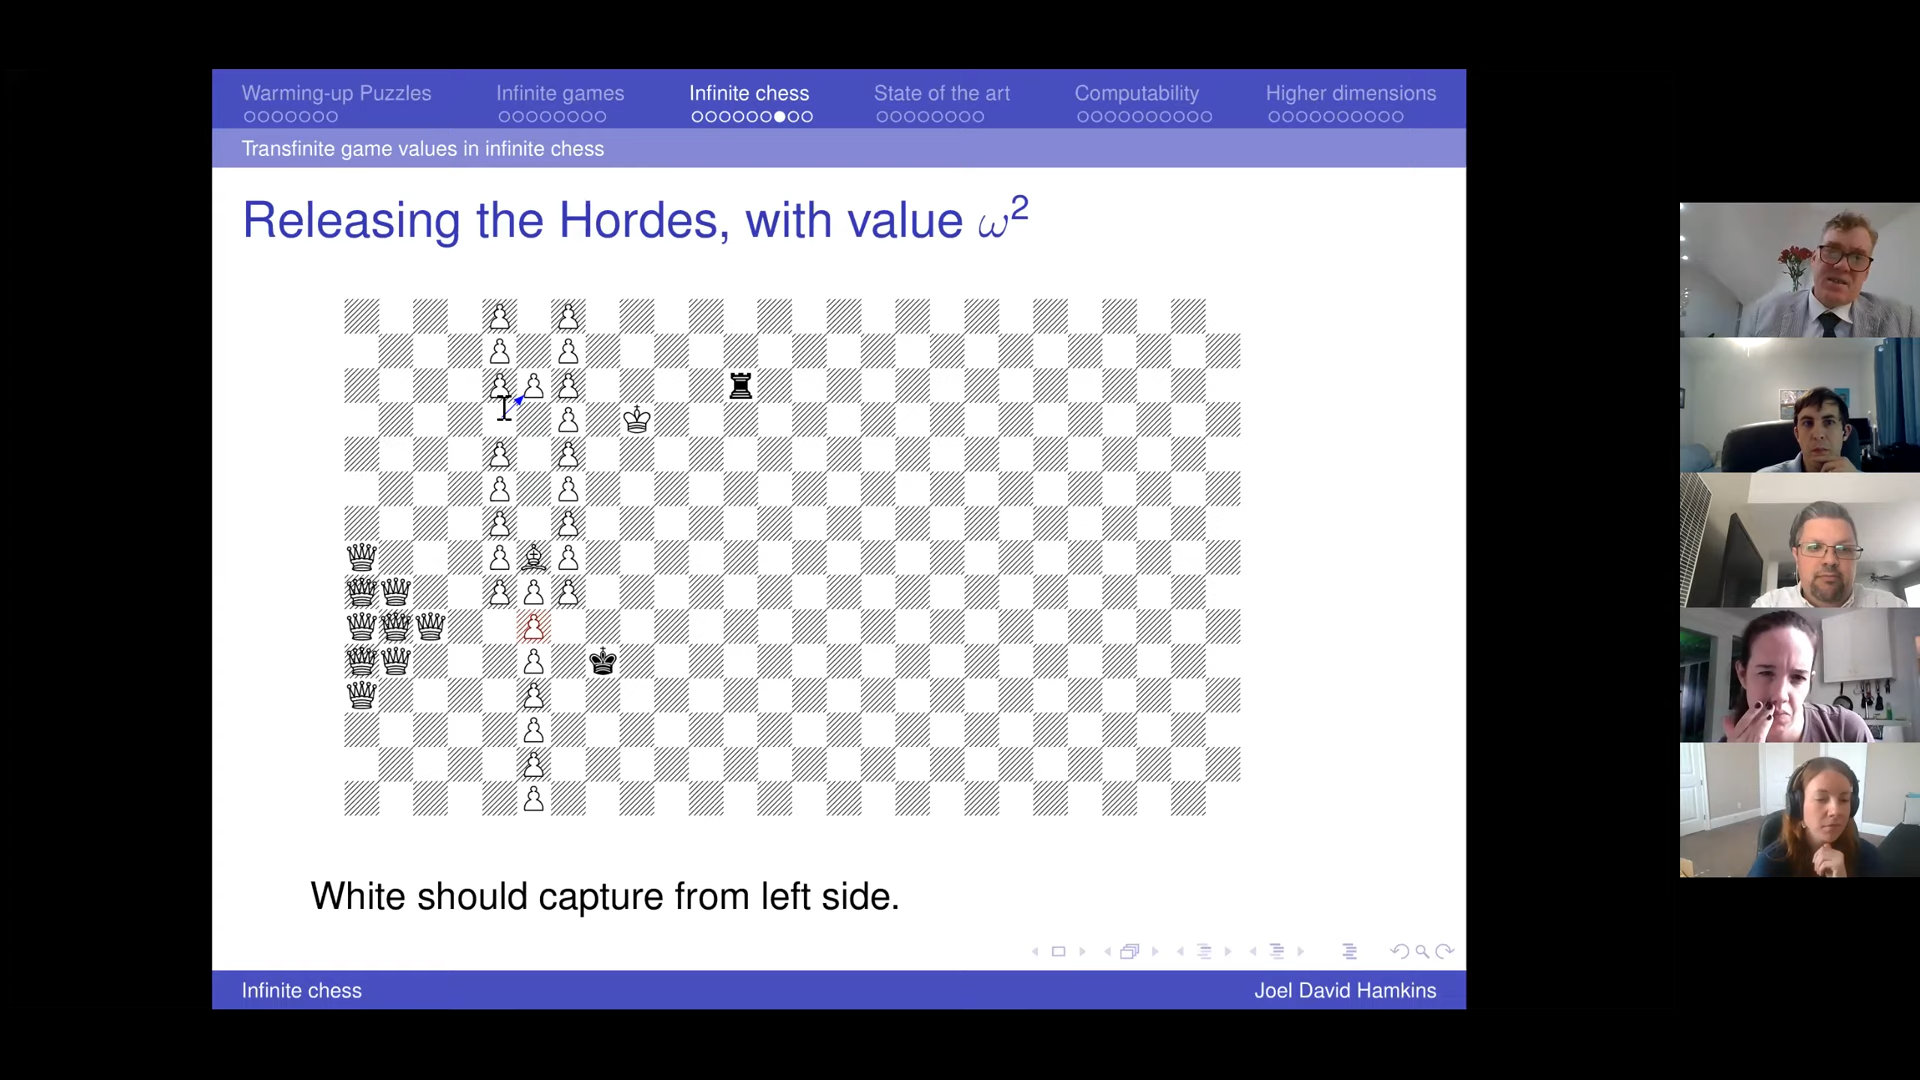 Warming-up Puzzles Infinite games Infinite chess State of the art Computability Higher dimensions
Transfinite game values in infinite chess
Releasing the Hordes, with value ω²
White should capture from left side.
Infinite chess Joel David Hamkins